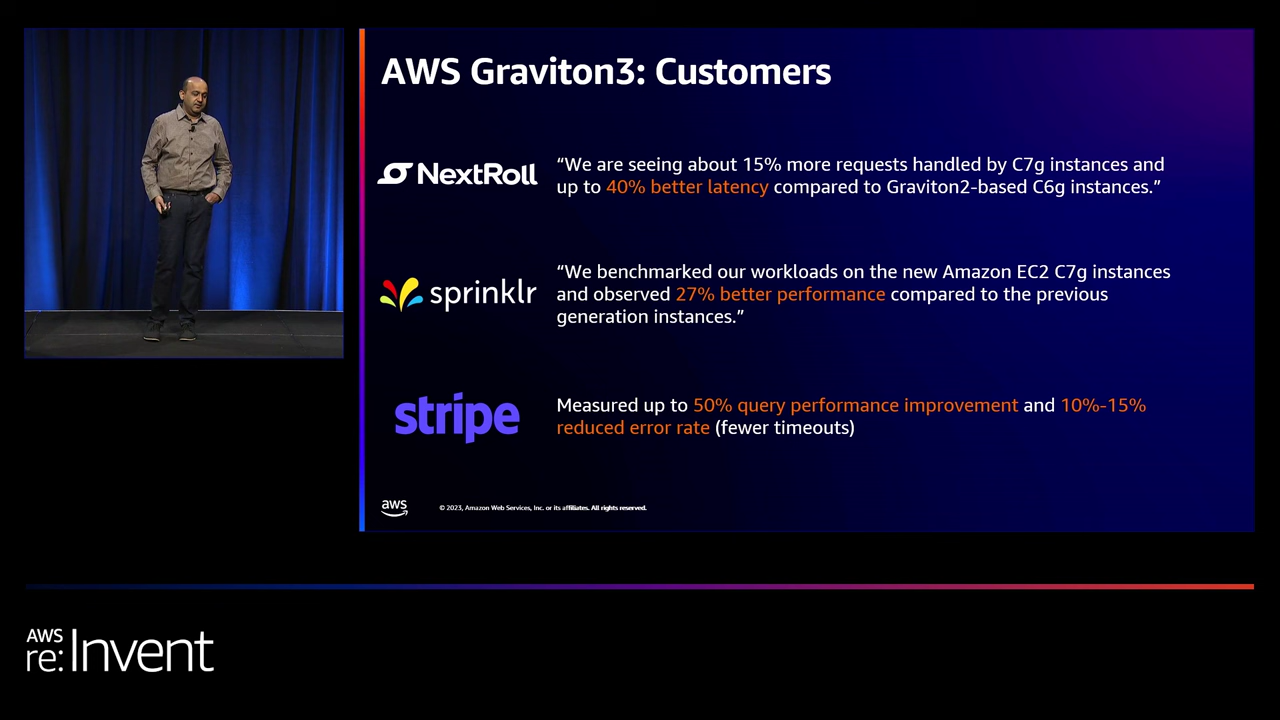 AWS Graviton3: Customers
NextRoll
“We are seeing about 15% more requests handled by C7g instances and
up to 40% better latency compared to Graviton2-based C6g instances.”
sprinklr
“We benchmarked our workloads on the new Amazon EC2 C7g instances
and observed 27% better performance compared to the previous
generation instances.”
stripe
Measured up to 50% query performance improvement and 10%-15%
reduced error rate (fewer timeouts)
aws
© 2023, Amazon Web Services, Inc. or its affiliates. All rights reserved.
AWS
re:Invent